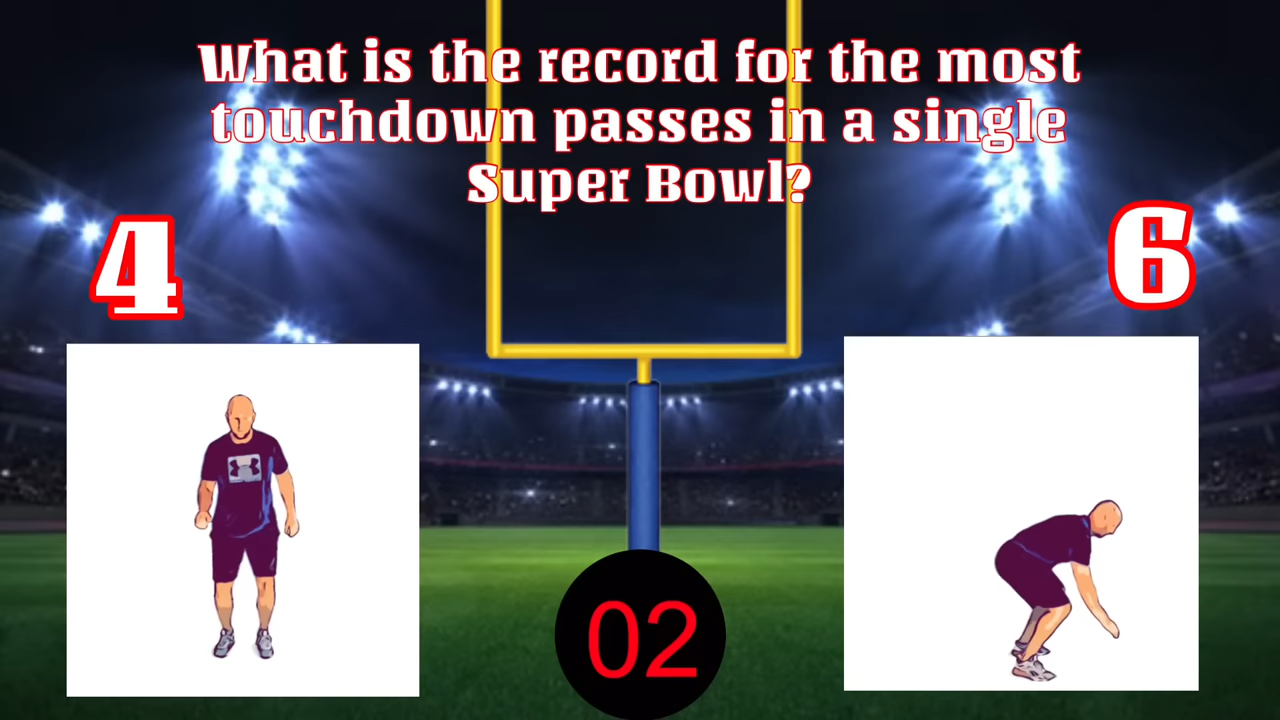 What is the record for the most
touchdown passes in a single
Super Bowl?
4
6
02